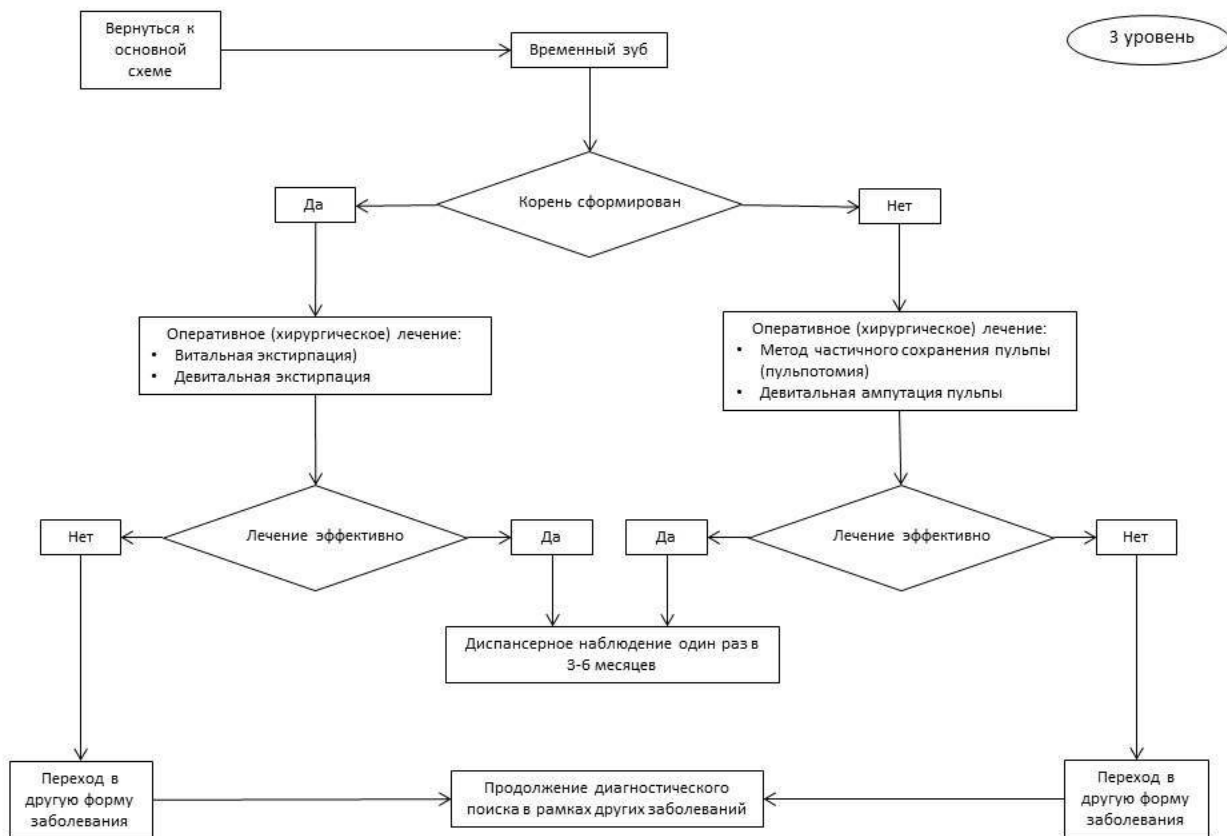 Вернуться к
основной
схеме
Временный зуб
3 уровень
Да
Корень сформирован
Нет
Оперативное (хирургическое) лечение:
• Витальная экстирпация)
• Девитальная экстирпация
Оперативное (хирургическое) лечение:
• Метод частичного сохранения пульпы
(пульпотомия)
• Девитальная ампутация пульпы
Нет
Лечение эффективно
Да
Да
Лечение эффективно
Нет
Диспансерное наблюдение один раз в
3-6 месяцев
Переход в
другую форму
заболевания
Продолжение диагностического
поиска в рамках других заболеваний
Переход в
другую форму
заболевания